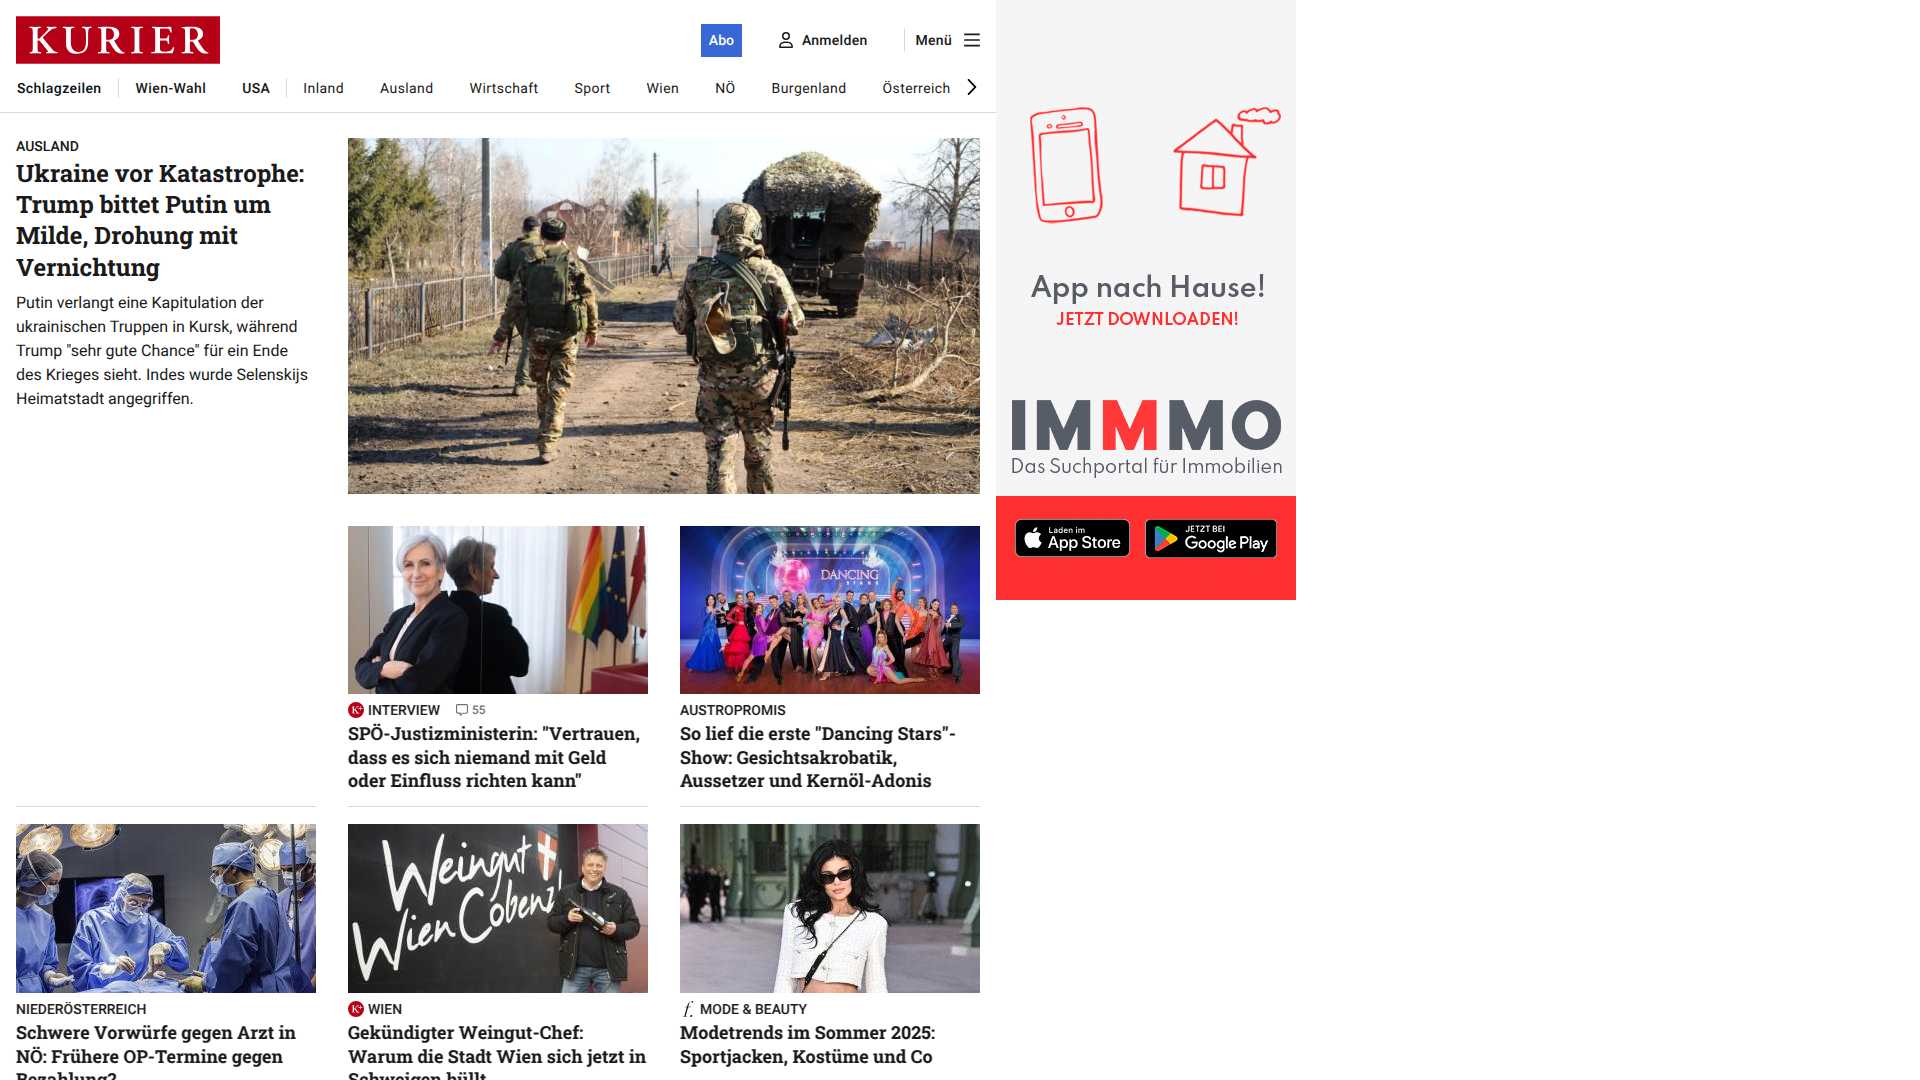 KURIER
Abo
Anmelden
Menü
Schlagzeilen
Wien-Wahl
USA
Inland
Ausland
Wirtschaft
Sport
Wien
NÖ
Burgenland
Österreich
AUSLAND
Ukraine vor Katastrophe:
Trump bittet Putin um
Milde, Drohung mit
Vernichtung
Putin verlangt eine Kapitulation der
ukrainischen Truppen in Kursk, während
Trump "sehr gute Chance" für ein Ende
des Krieges sieht. Indes wurde Selenskijs
Heimatstadt angegriffen.
App nach Hause!
JETZT DOWNLOADEN!
IMMMO
Das Suchportal für Immobilien
Laden im
App Store
JETZT BEI
Google Play
DANCING
STARS
K+ INTERVIEW 55
SPÖ-Justizministerin: "Vertrauen,
dass es sich niemand mit Geld
oder Einfluss richten kann"
AUSTROPROMIS
So lief die erste "Dancing Stars"-
Show: Gesichtsakrobatik,
Aussetzer und Kernöl-Adonis
Weingut
Wien Cobenzl
NIEDERÖSTERREICH
Schwere Vorwürfe gegen Arzt in
NÖ: Frühere OP-Termine gegen
Bezahlung?
K+ WIEN
Gekündigter Weingut-Chef:
Warum die Stadt Wien sich jetzt in
Schweigen hüllt
f. MODE & BEAUTY
Modetrends im Sommer 2025:
Sportjacken, Kostüme und Co